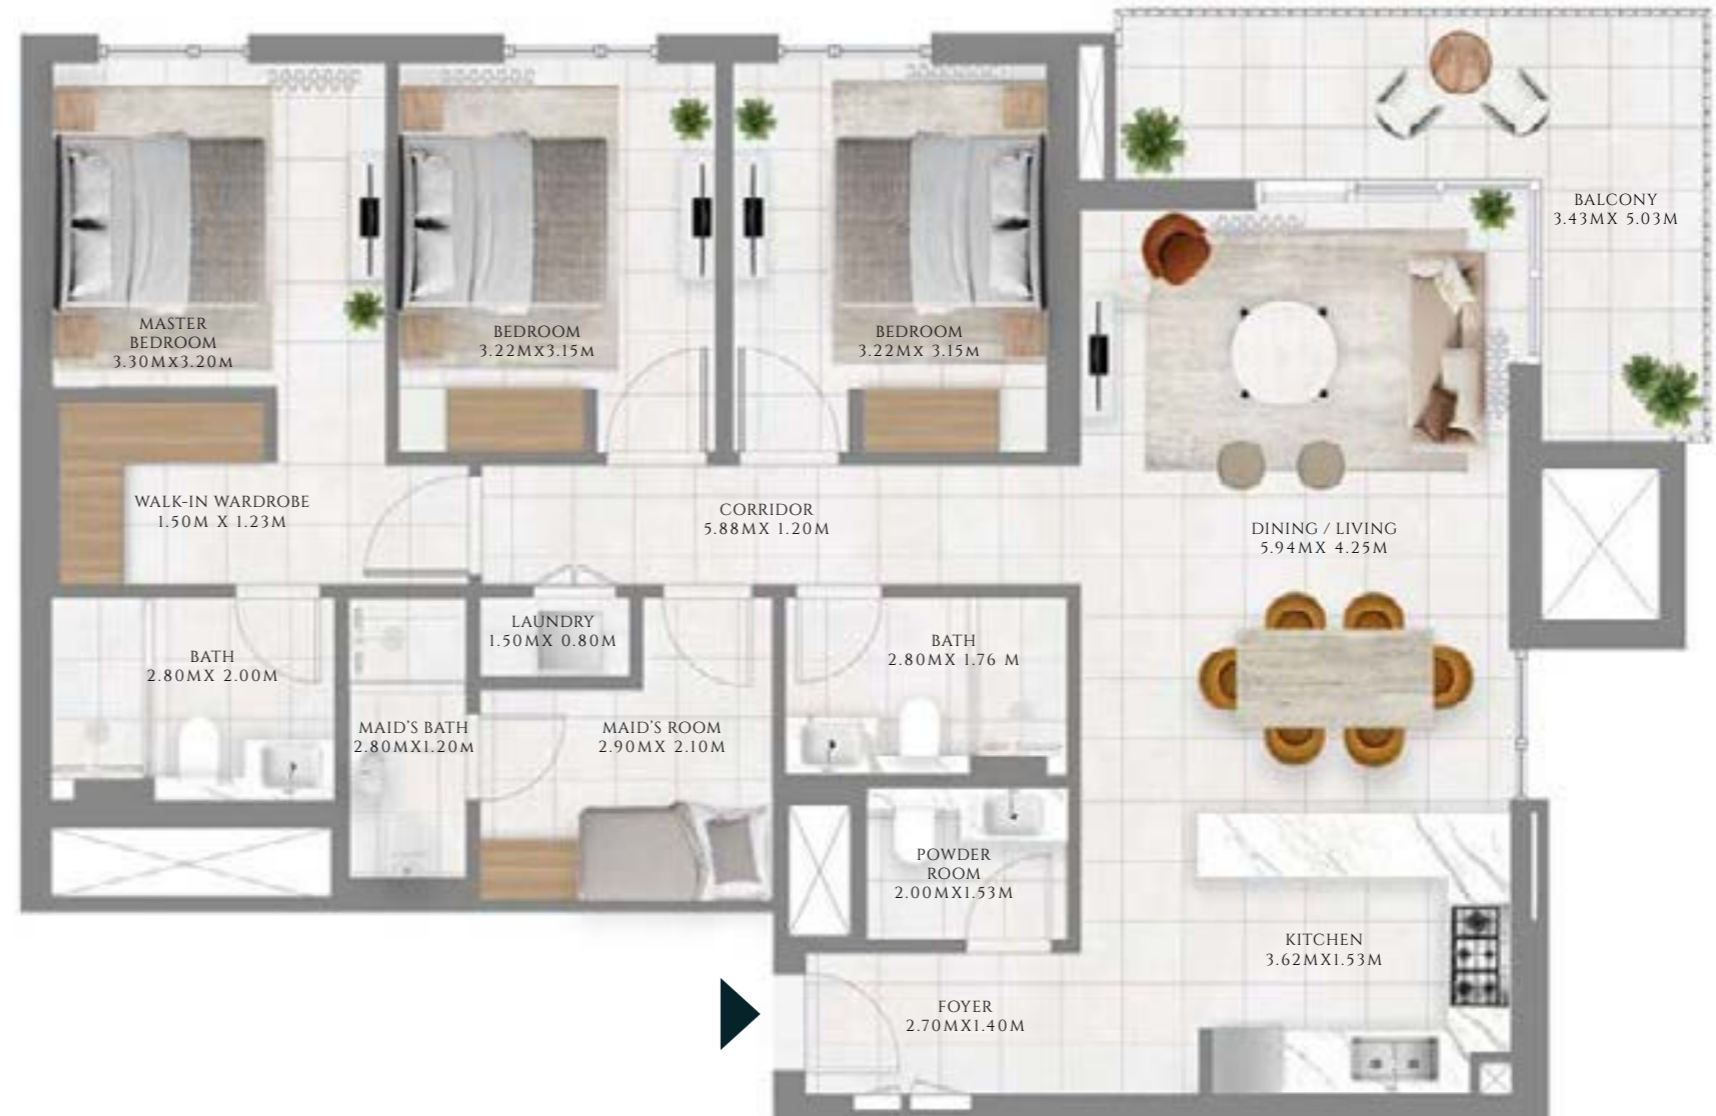 BALCONY
3.43MX 5.03M
MASTER
BEDROOM
3.30MX3.20M
BEDROOM
3.22MX3.15M
BEDROOM
3.22MX 3.15M
WALK-IN WARDROBE
1.50M X 1.23M
CORRIDOR
5.88MX 1.20M
DINING / LIVING
5.94MX 4.25M
BATH
2.80MX 2.00M
LAUNDRY
1.50MX 0.80M
BATH
2.80MX 1.76 M
MAID'S BATH
2.80MX1.20M
MAID'S ROOM
2.90MX 2.10M
POWDER
ROOM
2.00MX1.53M
KITCHEN
3.62MX1.53M
FOYER
2.70MX1.40M